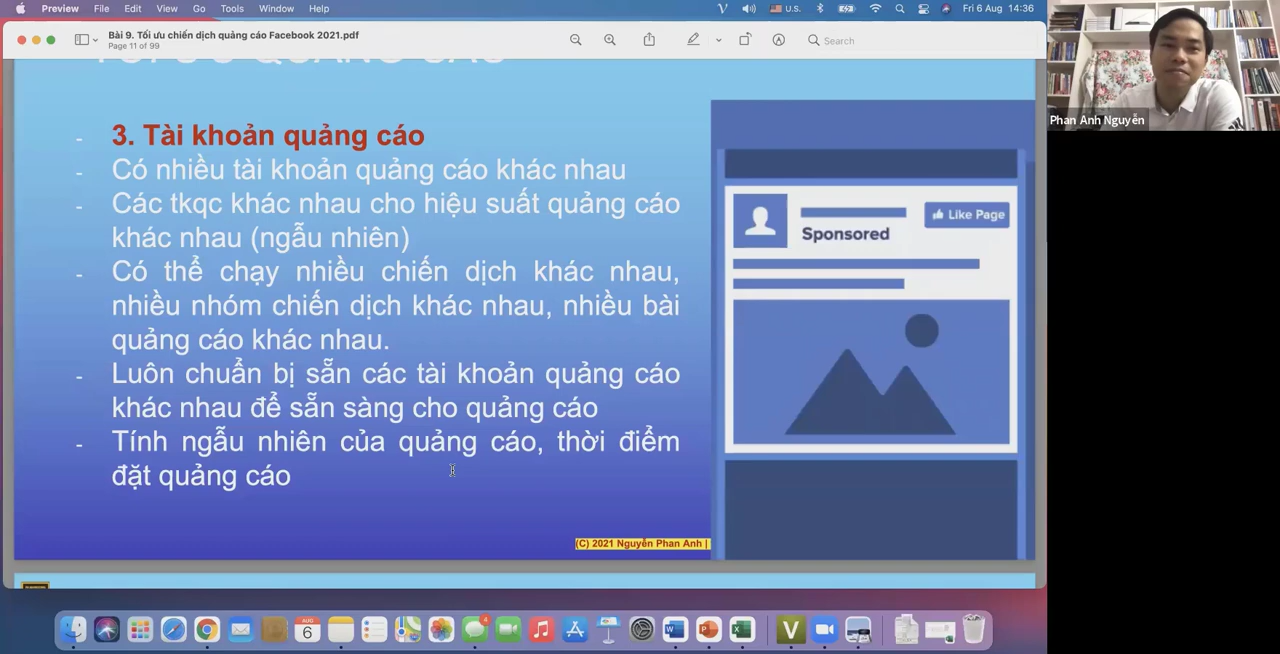 Preview File Edit View Go Tools Window Help
U.S. Fri 6 Aug 14:36
Bài 9. Tối ưu chiến dịch quảng cáo Facebook 2021.pdf
Page 11 of 99
Search
Phan Anh Nguyễn
- 3. Tài khoản quảng cáo
- Có nhiều tài khoản quảng cáo khác nhau
- Các tkqc khác nhau cho hiệu suất quảng cáo
khác nhau (ngẫu nhiên)
- Có thể chạy nhiều chiến dịch khác nhau,
nhiều nhóm chiến dịch khác nhau, nhiều bài
quảng cáo khác nhau.
- Luôn chuẩn bị sẵn các tài khoản quảng cáo
khác nhau để sẵn sàng cho quảng cáo
- Tính ngẫu nhiên của quảng cáo, thời điểm
đặt quảng cáo
Like Page
Sponsored
(C) 2021 Nguyễn Phan Anh |
AUG
6
4